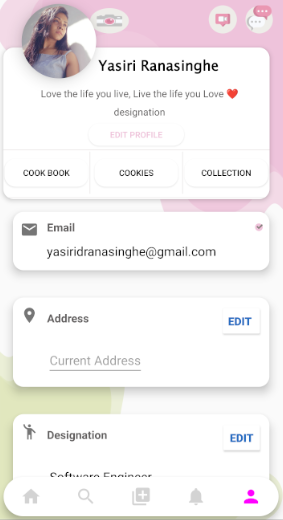 Yasiri Ranasinghe
Love the life you live, Live the life you Love ❤️
designation
EDIT PROFILE
COOK BOOK
COOKIES
COLLECTION
Email
yasiridranasinghe@gmail.com
Address
EDIT
Current Address
Designation
EDIT
Software Engineer